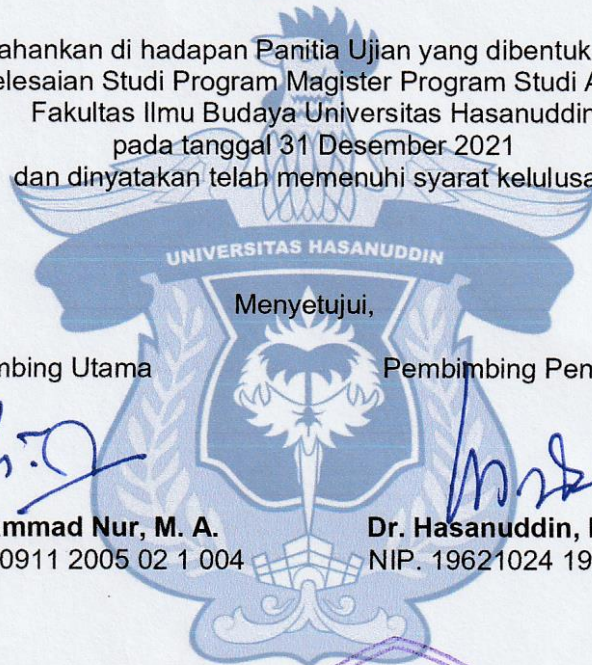 ahankan di hadapan Panitia Ujian yang dibentuk
elesaian Studi Program Magister Program Studi A
Fakultas Ilmu Budaya Universitas Hasanuddin
pada tanggal 31 Desember 2021
dan dinyatakan telah memenuhi syarat kelulusa
UNIVERSITAS HASANUDDIN
Menyetujui,
mbing Utama Pembimbing Pen
mmad Nur, M. A. Dr. Hasanuddin,
0911 2005 02 1 004 NIP. 19621024 19